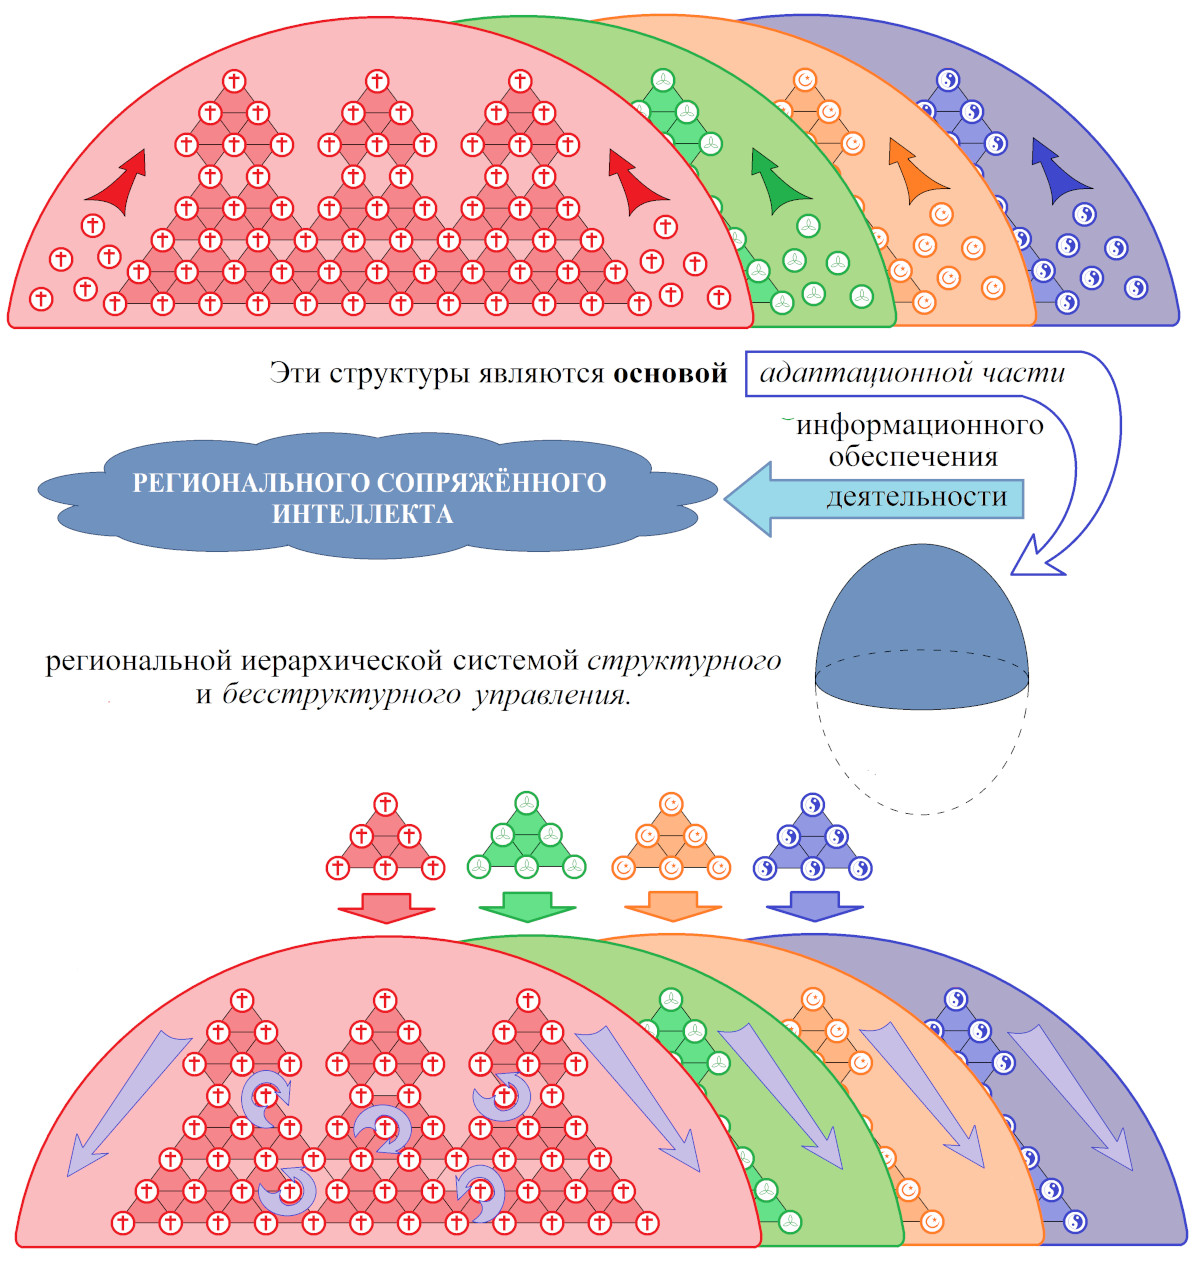 Эти структуры являются основой адаптационной части
информационного
обеспечения
деятельности
РЕГИОНАЛЬНОГО СОПРЯЖЁННОГО
ИНТЕЛЛЕКТА
региональной иерархической системой структурного
и бесструктурного управления.